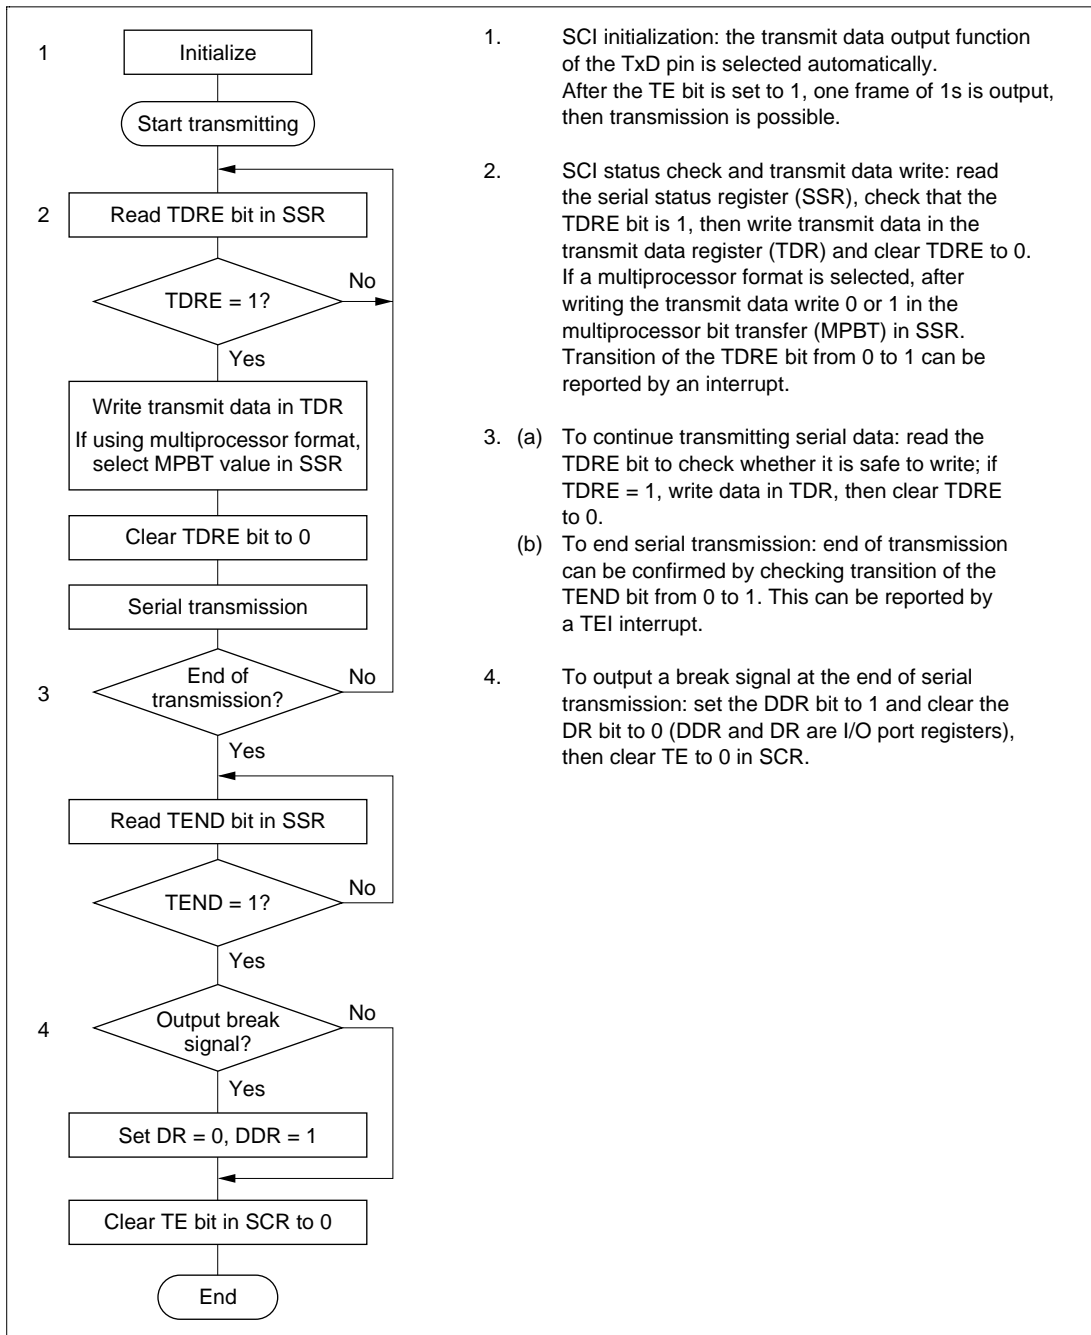 1
Initialize
Start transmitting
2
Read TDRE bit in SSR
TDRE = 1?
No
Yes
Write transmit data in TDR
If using multiprocessor format,
select MPBT value in SSR
Clear TDRE bit to 0
Serial transmission
3
End of
transmission?
No
Yes
Read TEND bit in SSR
TEND = 1?
No
Yes
4
Output break
signal?
No
Yes
Set DR = 0, DDR = 1
Clear TE bit in SCR to 0
End
1. SCI initialization: the transmit data output function
of the TxD pin is selected automatically.
After the TE bit is set to 1, one frame of 1s is output,
then transmission is possible.
2. SCI status check and transmit data write: read
the serial status register (SSR), check that the
TDRE bit is 1, then write transmit data in the
transmit data register (TDR) and clear TDRE to 0.
If a multiprocessor format is selected, after
writing the transmit data write 0 or 1 in the
multiprocessor bit transfer (MPBT) in SSR.
Transition of the TDRE bit from 0 to 1 can be
reported by an interrupt.
3. (a) To continue transmitting serial data: read the
TDRE bit to check whether it is safe to write; if
TDRE = 1, write data in TDR, then clear TDRE
to 0.
(b) To end serial transmission: end of transmission
can be confirmed by checking transition of the
TEND bit from 0 to 1. This can be reported by
a TEI interrupt.
4. To output a break signal at the end of serial
transmission: set the DDR bit to 1 and clear the
DR bit to 0 (DDR and DR are I/O port registers),
then clear TE to 0 in SCR.